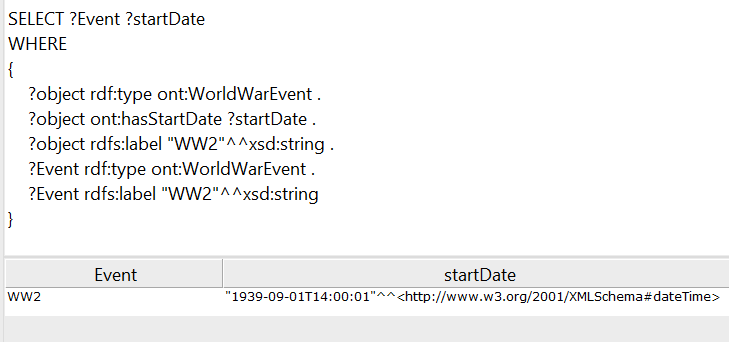 SELECT ?Event ?startDate
WHERE
{
?object rdf:type ont:WorldWarEvent .
?object ont:hasStartDate ?startDate .
?object rdfs:label "WW2"^^xsd:string .
?Event rdf:type ont:WorldWarEvent .
?Event rdfs:label "WW2"^^xsd:string
}
Event startDate
WW2 "1939-09-01T14:00:01"^^<http://www.w3.org/2001/XMLSchema#dateTime>